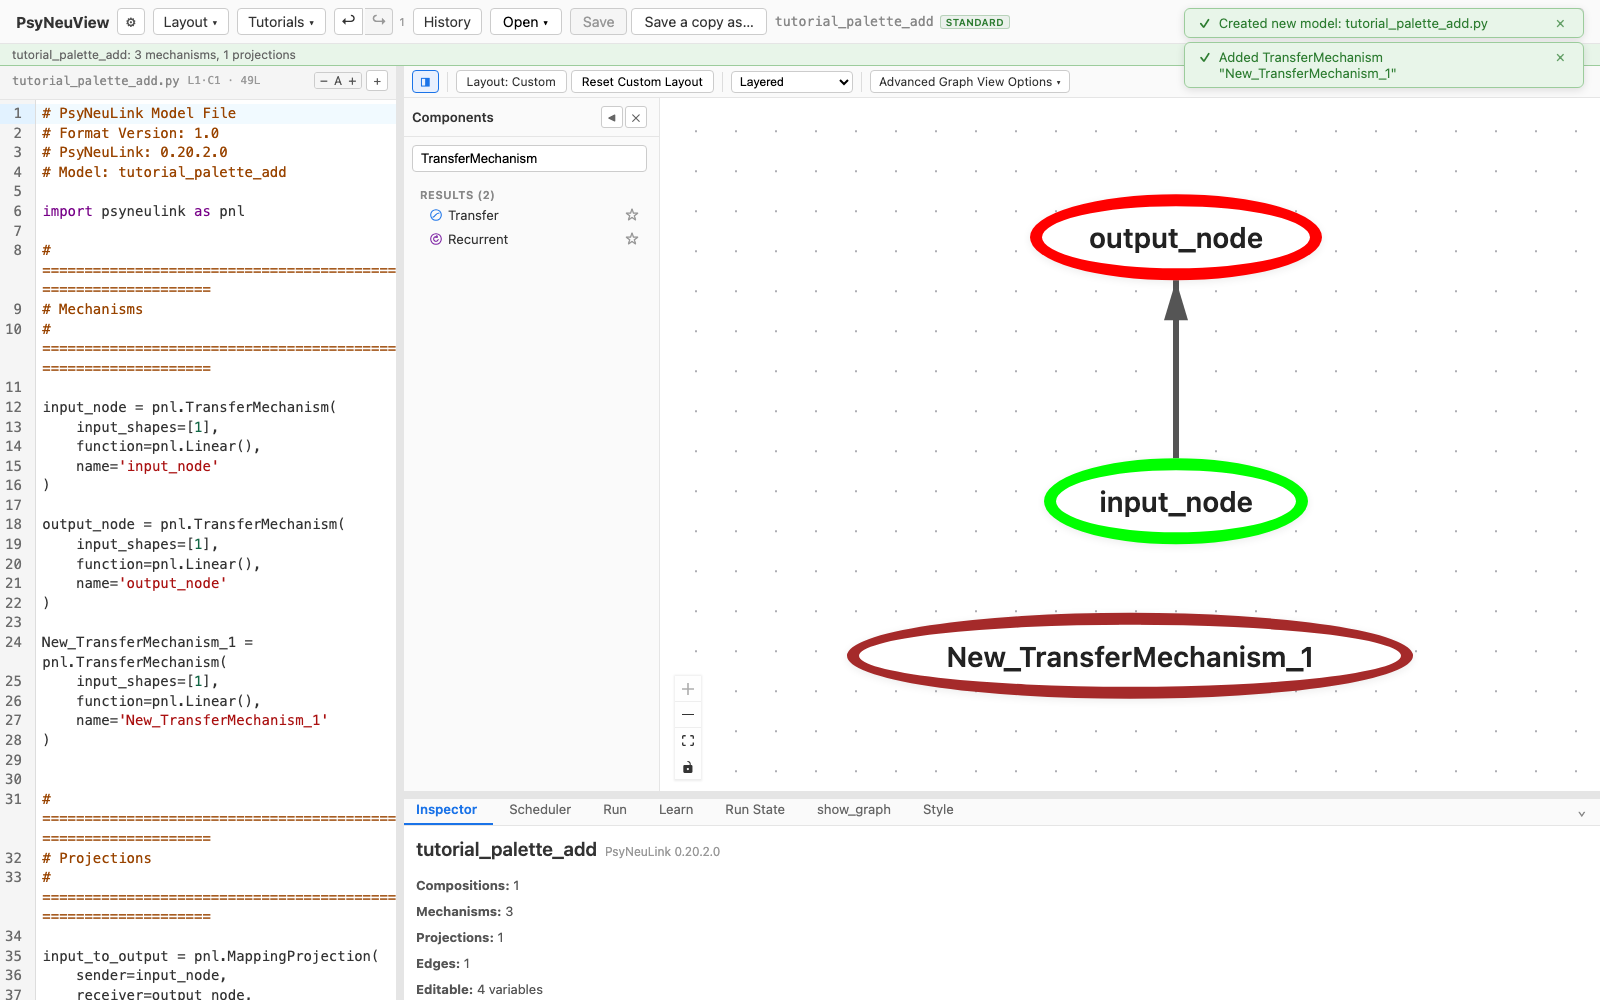 PsyNeuView
⚙
Layout ▾
Tutorials ▾
↩
↪
1
History
Open ▾
Save
Save a copy as...
tutorial_palette_add
STANDARD
✓ Created new model: tutorial_palette_add.py ×
✓ Added TransferMechanism ×
"New_TransferMechanism_1"
tutorial_palette_add: 3 mechanisms, 1 projections
tutorial_palette_add.py L1:C1 · 49L
− A +
+
1 # PsyNeuLink Model File
2 # Format Version: 1.0
3 # PsyNeuLink: 0.20.2.0
4 # Model: tutorial_palette_add
5
6 import psyneulink as pnl
7
8 #
==========================================
====================
9 # Mechanisms
10 #
==========================================
====================
11
12 input_node = pnl.TransferMechanism(
13 input_shapes=[1],
14 function=pnl.Linear(),
15 name='input_node'
16 )
17
18 output_node = pnl.TransferMechanism(
19 input_shapes=[1],
20 function=pnl.Linear(),
21 name='output_node'
22 )
23
24 New_TransferMechanism_1 =
pnl.TransferMechanism(
25 input_shapes=[1],
26 function=pnl.Linear(),
27 name='New_TransferMechanism_1'
28 )
29
30
31 #
==========================================
====================
32 # Projections
33 #
==========================================
====================
34
35 input_to_output = pnl.MappingProjection(
36 sender=input_node,
37 receiver=output_node,
Layout: Custom
Reset Custom Layout
Layered
Advanced Graph View Options ▾
Components
◀
×
TransferMechanism
RESULTS (2)
Transfer ☆
Recurrent ☆
output_node
input_node
New_TransferMechanism_1
Inspector
Scheduler
Run
Learn
Run State
show_graph
Style
tutorial_palette_add PsyNeuLink 0.20.2.0
Compositions: 1
Mechanisms: 3
Projections: 1
Edges: 1
Editable: 4 variables